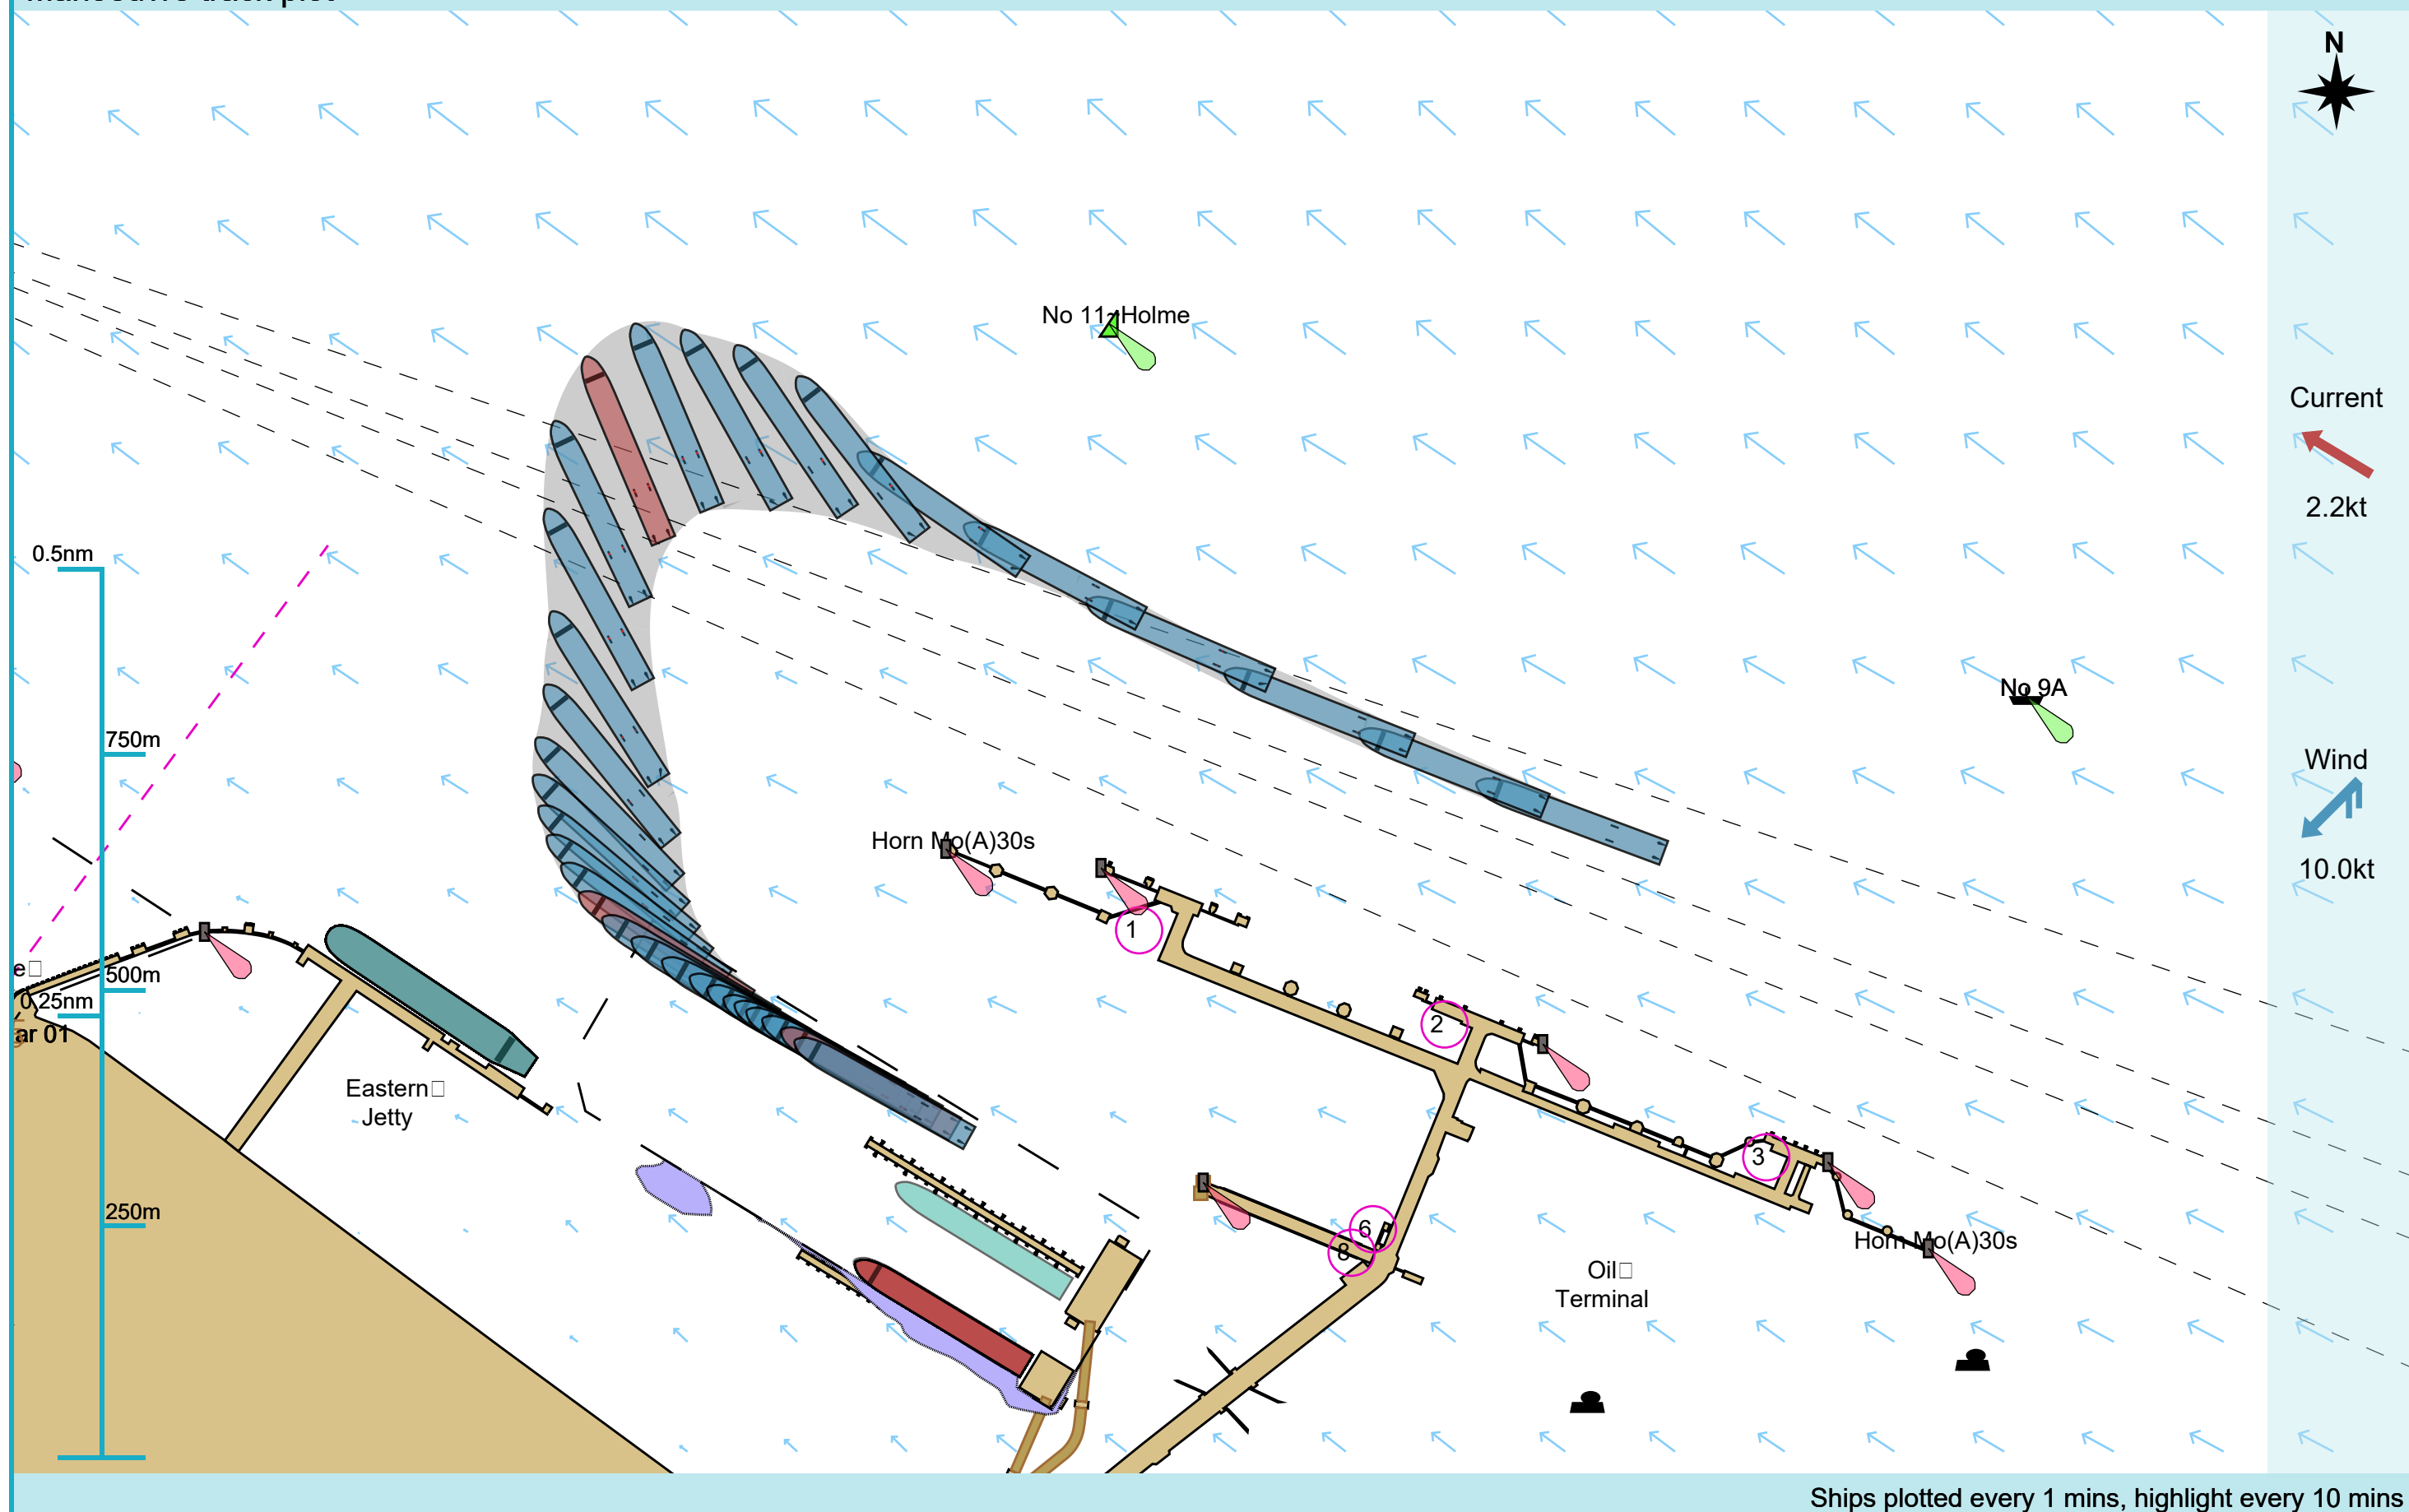 N
No 11 Holme
Current
2.2kt
0.5nm
No 9A
750m
Wind
Horn Mo(A)30s
10.0kt
1
500m
0.25nm
ar 01
2
Eastern
Jetty
3
250m
6
8
Horn Mo(A)30s
Oil
Terminal
Ships plotted every 1 mins, highlight every 10 mins